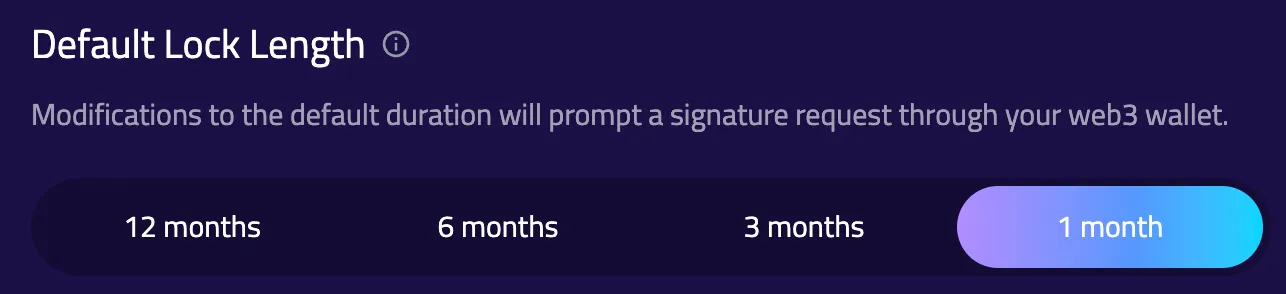 Default Lock Length
Modifications to the default duration will prompt a signature request through your web3 wallet.
12 months 6 months 3 months 1 month